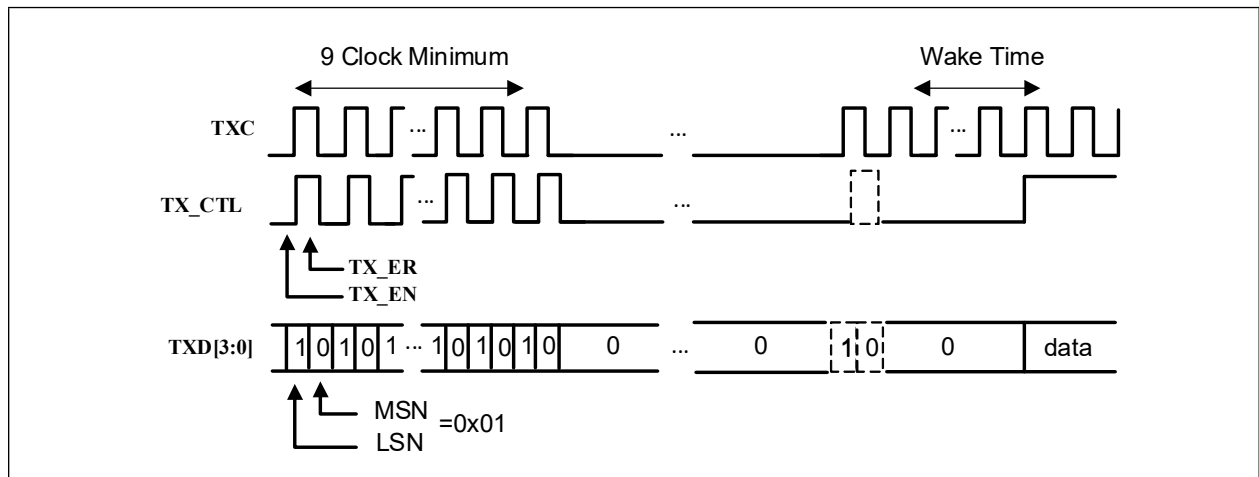 9 Clock Minimum Wake Time
TXC ... ... ...
TX_CTL ... ...
TX_ER
TX_EN
TXD[3:0] 1 0 1 0 1 ... 1 0 1 0 1 0 0 ... 0 1 0 0 data
MSN
=0x01
LSN